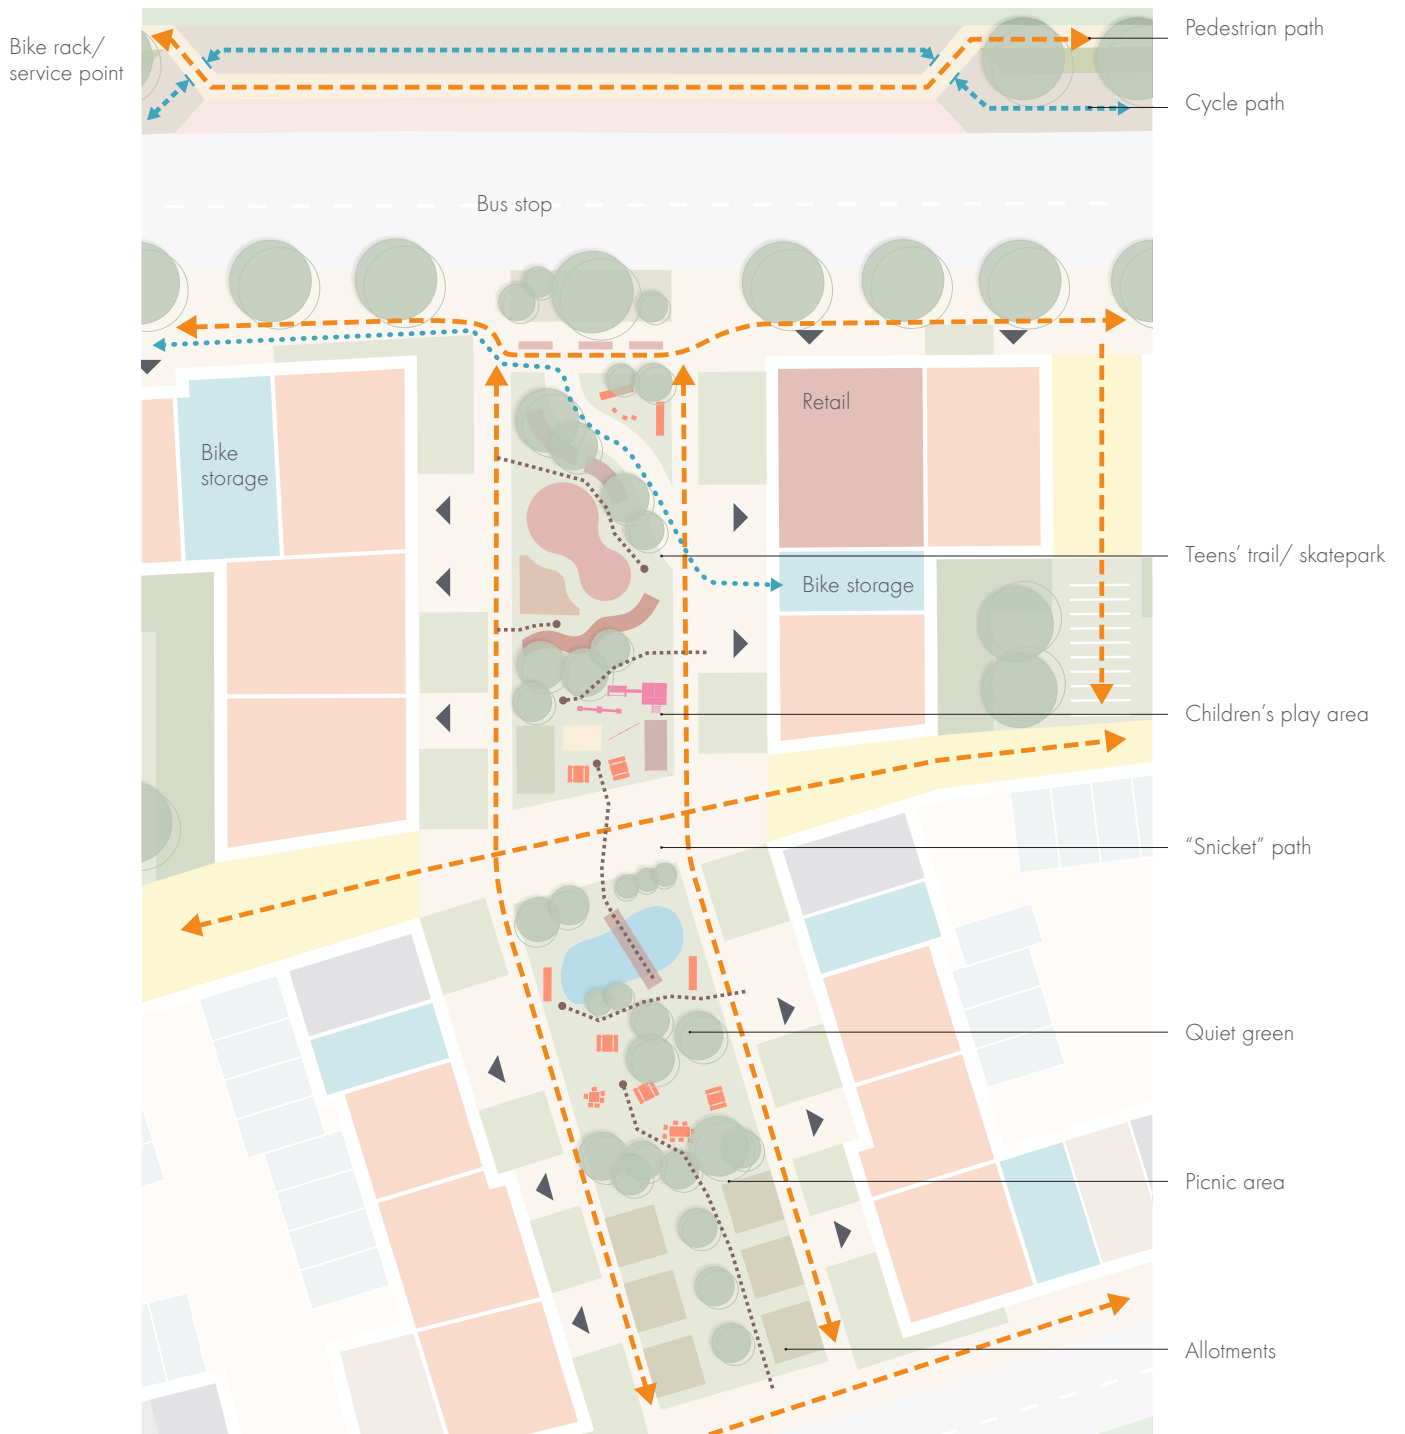 Bike rack/
service point
Pedestrian path
Cycle path
Bus stop
Retail
Bike
storage
Teens’ trail/ skatepark
Bike storage
Children’s play area
“Snicket” path
Quiet green
Picnic area
Allotments